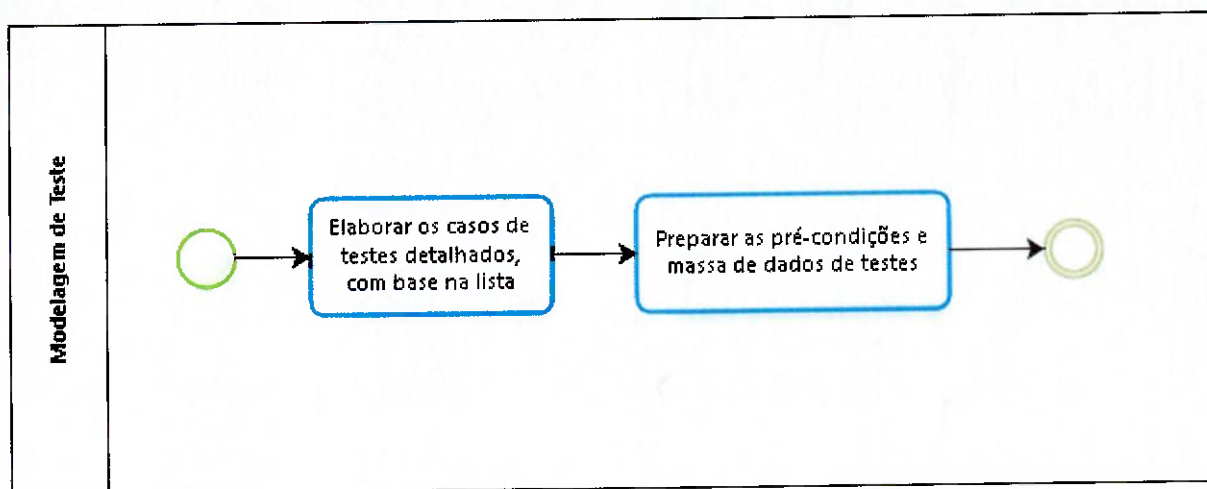 Modelagem de Teste
Elaborar os casos de
testes detalhados,
com base na lista
Preparar as pré-condições e
massa de dados de testes